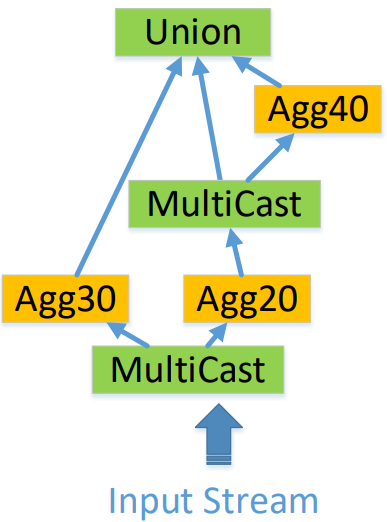 Union
Agg40
MultiCast
Agg30
Agg20
MultiCast
Input Stream